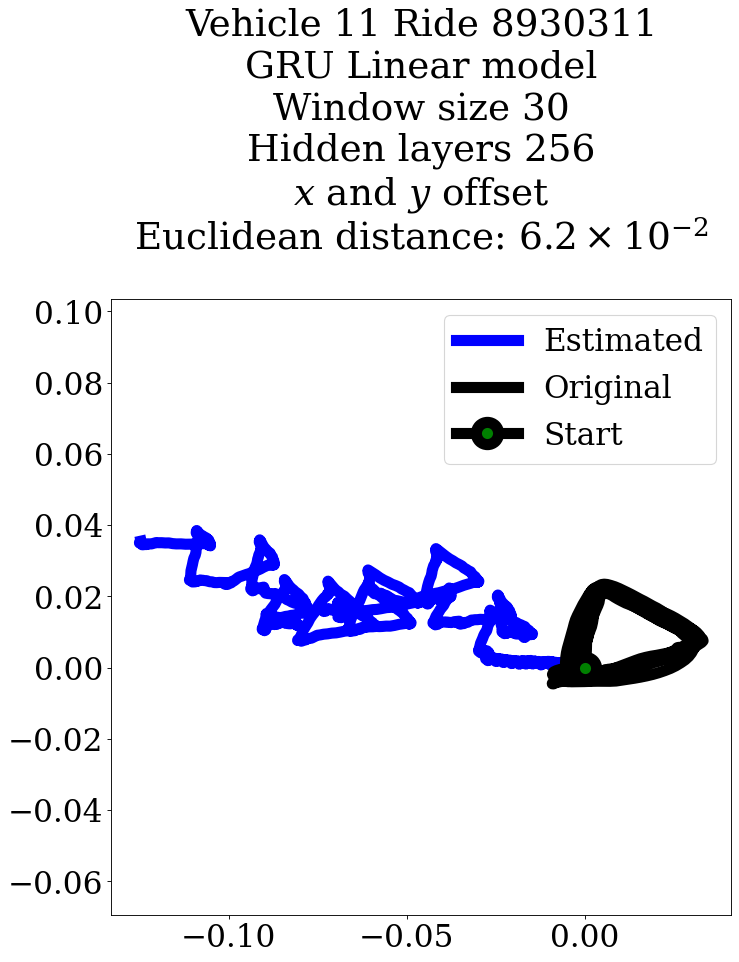 Vehicle 11 Ride 8930311
GRU Linear model
Window size 30
Hidden layers 256
x and y offset
Euclidean distance: 6.2 × 10⁻²
Estimated
Original
Start
0.10
0.08
0.06
0.04
0.02
0.00
−0.02
−0.04
−0.06
−0.10
−0.05
0.00